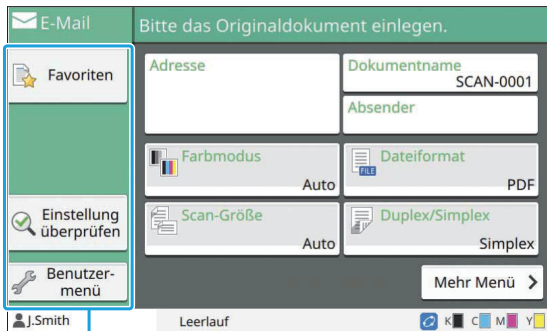 E-Mail
Bitte das Originaldokument einlegen.
Favoriten
Einstellung
überprüfen
Benutzer-
menü
Adresse
Dokumentname
SCAN-0001
Absender
Farbmodus
Auto
Dateiformat
FILE
PDF
Scan-Größe
Auto
Duplex/Simplex
Simplex
Mehr Menü
J.Smith
Leerlauf
K C M Y